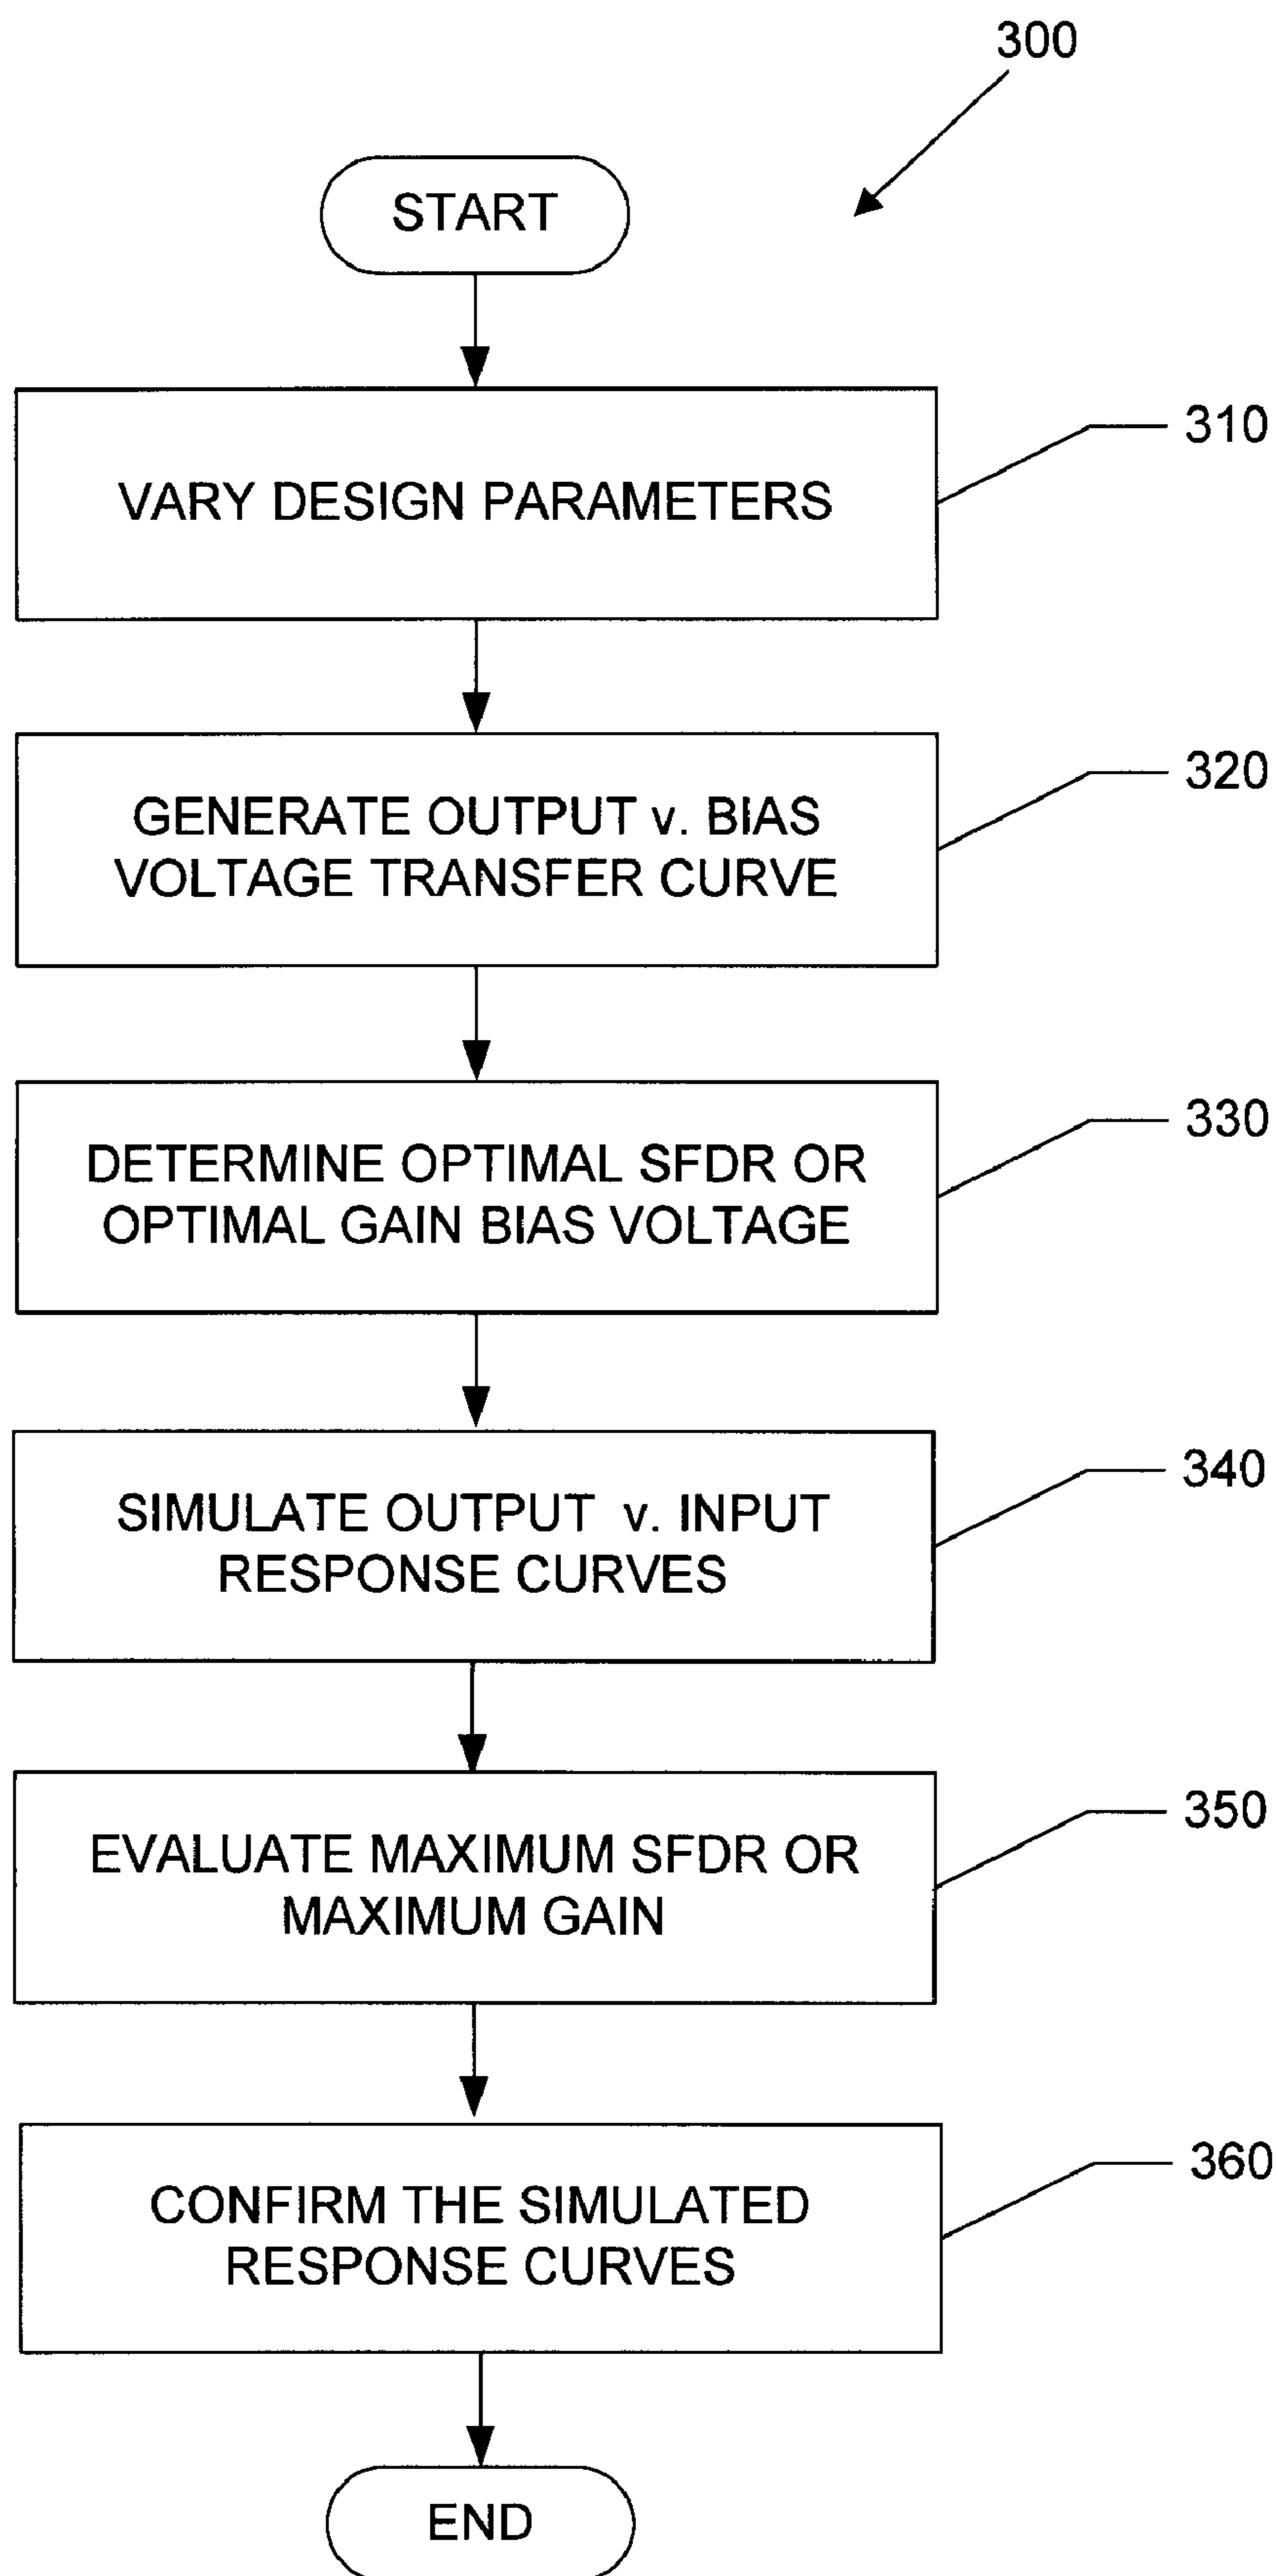 300
START
310
VARY DESIGN PARAMETERS
320
GENERATE OUTPUT v. BIAS
VOLTAGE TRANSFER CURVE
330
DETERMINE OPTIMAL SFDR OR
OPTIMAL GAIN BIAS VOLTAGE
340
SIMULATE OUTPUT v. INPUT
RESPONSE CURVES
350
EVALUATE MAXIMUM SFDR OR
MAXIMUM GAIN
360
CONFIRM THE SIMULATED
RESPONSE CURVES
END